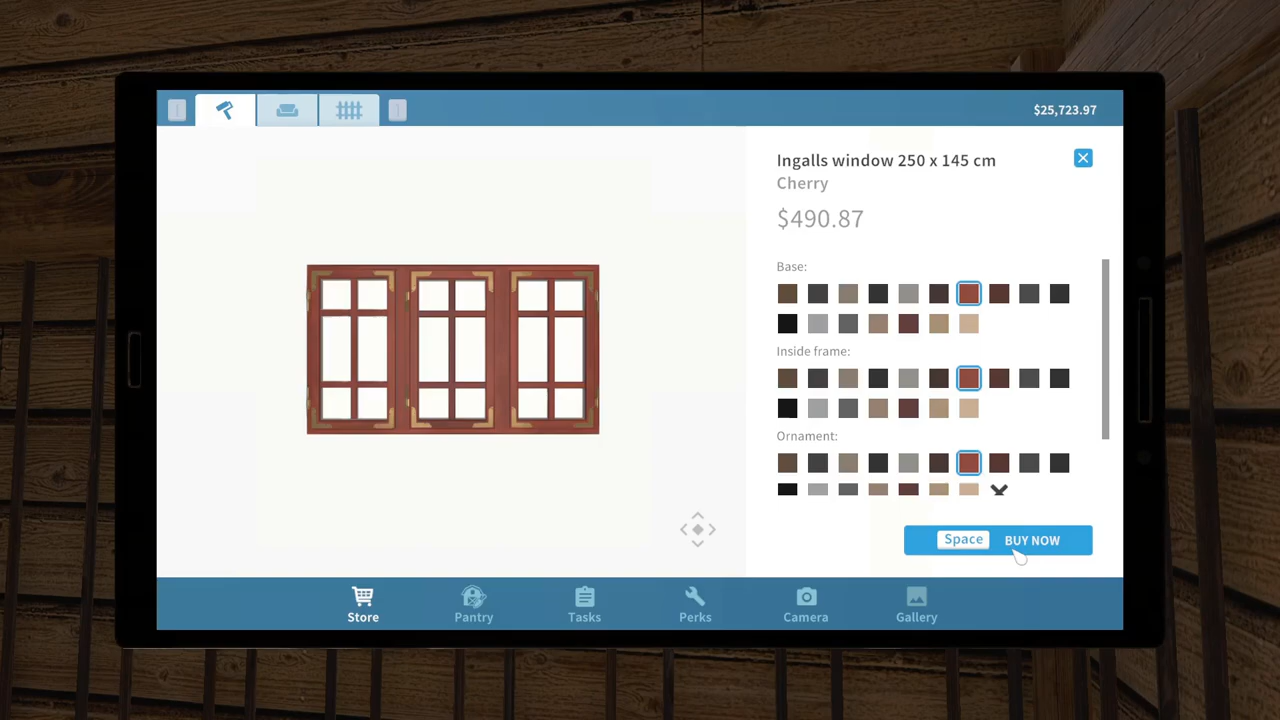 $25,723.97
Ingalls window 250 x 145 cm
Cherry
$490.87
Base:
Inside frame:
Ornament:
Space BUY NOW
Store Pantry Tasks Perks Camera Gallery